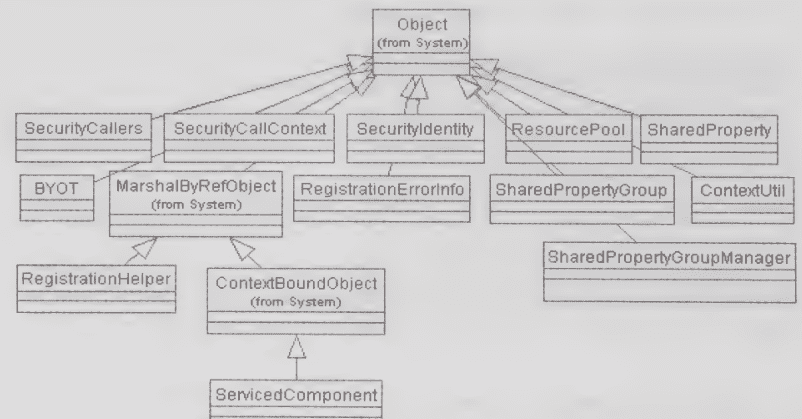 Object
(from System)
SecurityCallers
SecurityCallContext
SecurityIdentity
ResourcePool
SharedProperty
BYOT
MarshalByRefObject
(from System)
RegistrationErrorInfo
SharedPropertyGroup
ContextUtil
RegistrationHelper
ContextBoundObject
(from System)
SharedPropertyGroupManager
ServicedComponent